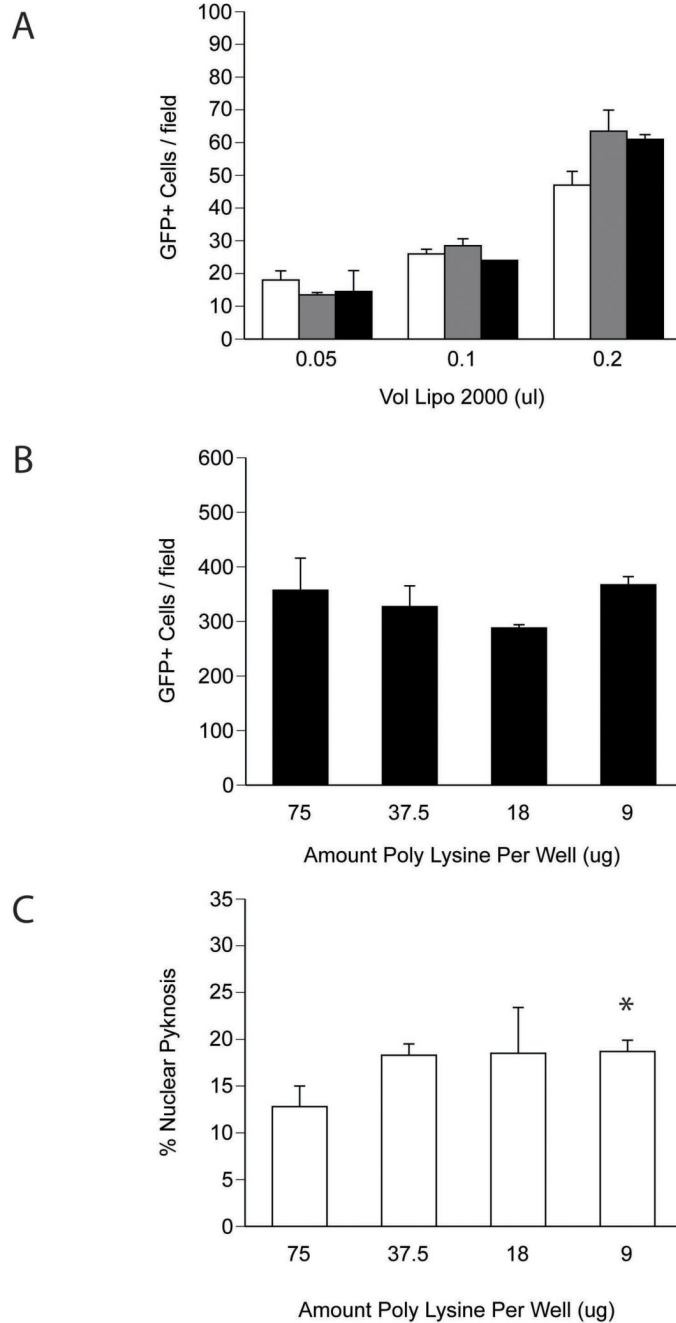 A
GFP+ Cells / field
100
90
80
70
60
50
40
30
20
10
0
0.05 0.1 0.2
Vol Lipo 2000 (ul)
B
GFP+ Cells / field
600
500
400
300
200
100
0
75 37.5 18 9
Amount Poly Lysine Per Well (ug)
C
% Nuclear Pyknosis
35
30
25
20
15
10
5
0
*
75 37.5 18 9
Amount Poly Lysine Per Well (ug)